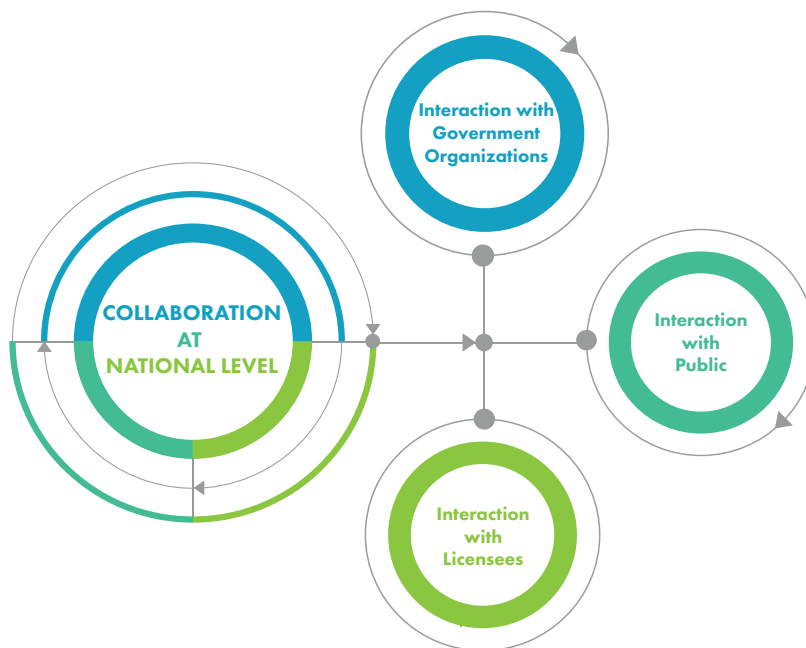 COLLABORATION
AT
NATIONAL LEVEL
Interaction with
Government
Organizations
Interaction
with
Public
Interaction
with
Licensees